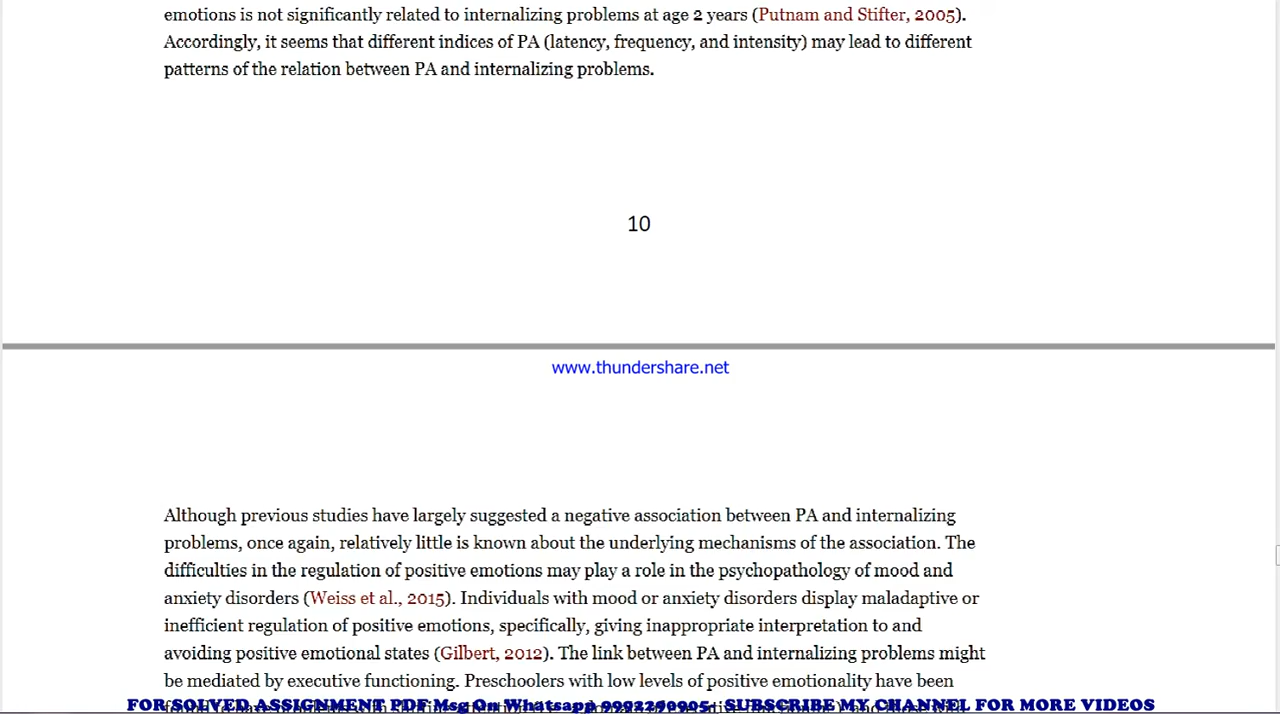 emotions is not significantly related to internalizing problems at age 2 years (Putnam and Stifter, 2005).
Accordingly, it seems that different indices of PA (latency, frequency, and intensity) may lead to different
patterns of the relation between PA and internalizing problems.
10
www.thundershare.net
Although previous studies have largely suggested a negative association between PA and internalizing
problems, once again, relatively little is known about the underlying mechanisms of the association. The
difficulties in the regulation of positive emotions may play a role in the psychopathology of mood and
anxiety disorders (Weiss et al., 2015). Individuals with mood or anxiety disorders display maladaptive or
inefficient regulation of positive emotions, specifically, giving inappropriate interpretation to and
avoiding positive emotional states (Gilbert, 2012). The link between PA and internalizing problems might
be mediated by executive functioning. Preschoolers with low levels of positive emotionality have been
FOR SOLVED ASSIGNMENT PDF Msg On Whatsapp 9992290905- SUBSCRIBE MY CHANNEL FOR MORE VIDEOS